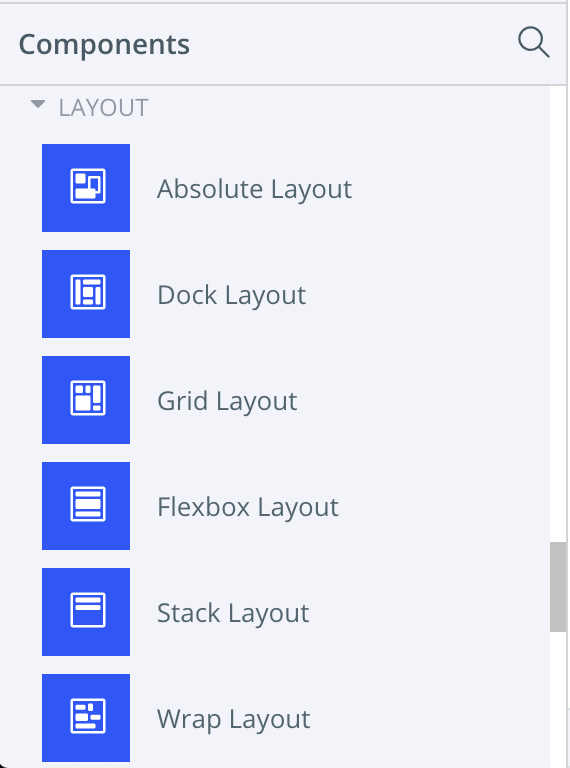 Components
LAYOUT
Absolute Layout
Dock Layout
Grid Layout
Flexbox Layout
Stack Layout
Wrap Layout